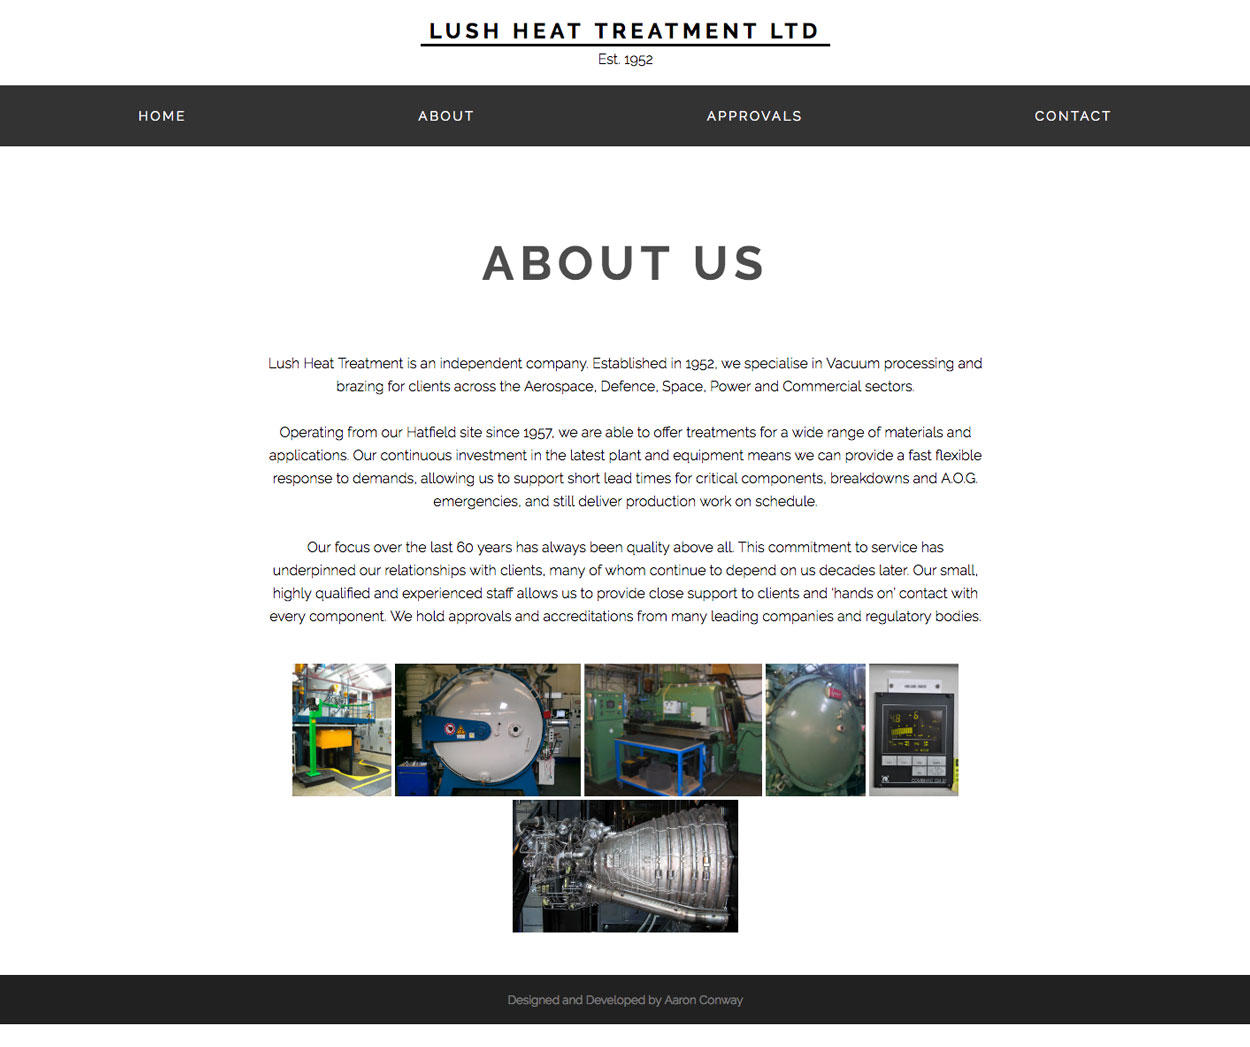 LUSH HEAT TREATMENT LTD
Est. 1952
HOME ABOUT APPROVALS CONTACT
ABOUT US
Lush Heat Treatment is an independent company. Established in 1952, we specialise in Vacuum processing and
brazing for clients across the Aerospace, Defence, Space, Power and Commercial sectors.
Operating from our Hatfield site since 1957, we are able to offer treatments for a wide range of materials and
applications. Our continuous investment in the latest plant and equipment means we can provide a fast flexible
response to demands, allowing us to support short lead times for critical components, breakdowns and A.O.G.
emergencies, and still deliver production work on schedule.
Our focus over the last 60 years has always been quality above all. This commitment to service has
underpinned our relationships with clients, many of whom continue to depend on us decades later. Our small,
highly qualified and experienced staff allows us to provide close support to clients and ‘hands on’ contact with
every component. We hold approvals and accreditations from many leading companies and regulatory bodies.
Designed and Developed by Aaron Conway